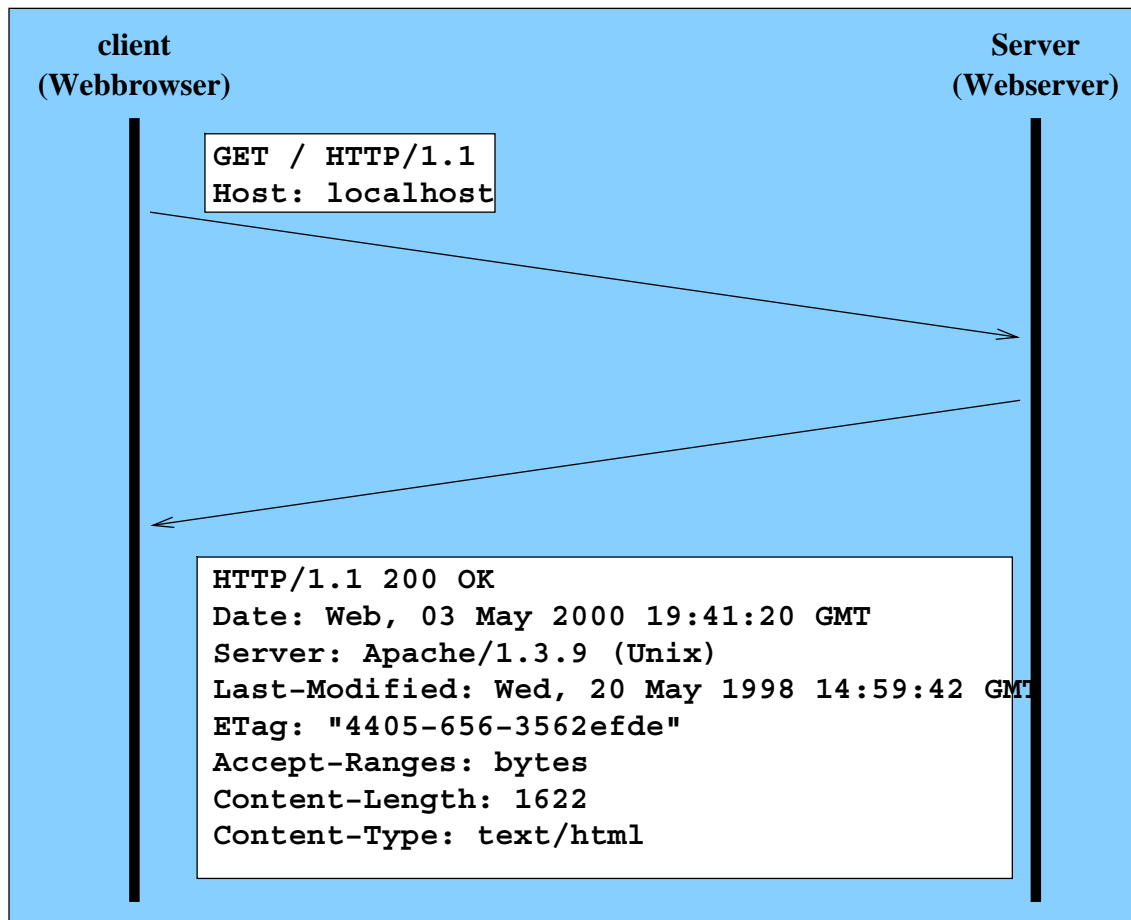 client
(Webbrowser)
Server
(Webserver)
GET / HTTP/1.1
Host: localhost
HTTP/1.1 200 OK
Date: Web, 03 May 2000 19:41:20 GMT
Server: Apache/1.3.9 (Unix)
Last-Modified: Wed, 20 May 1998 14:59:42 GMT
ETag: "4405-656-3562efde"
Accept-Ranges: bytes
Content-Length: 1622
Content-Type: text/html